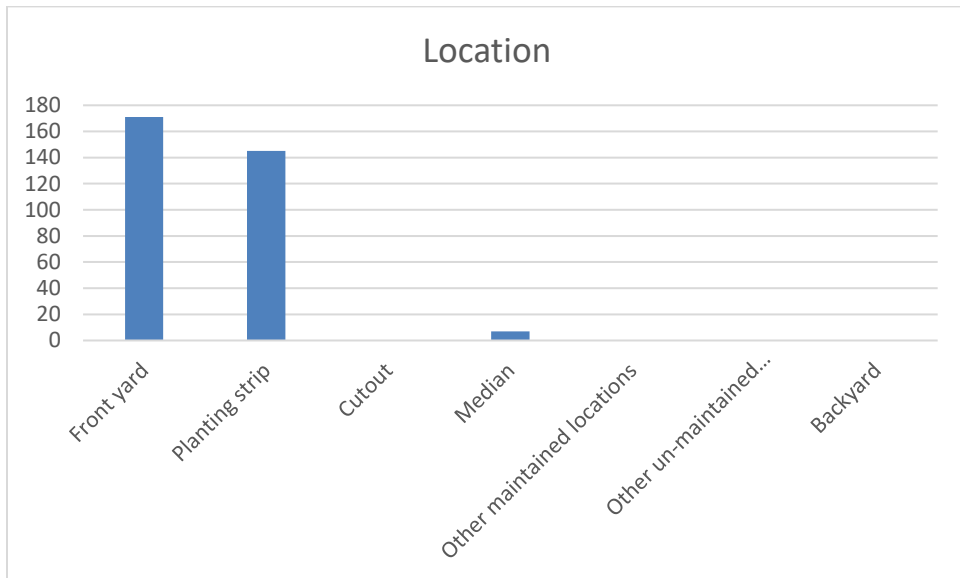 Location
180
160
140
120
100
80
60
40
20
0
Front yard
Planting strip
Cutout
Median
Other maintained locations
Other un-maintained...
Backyard